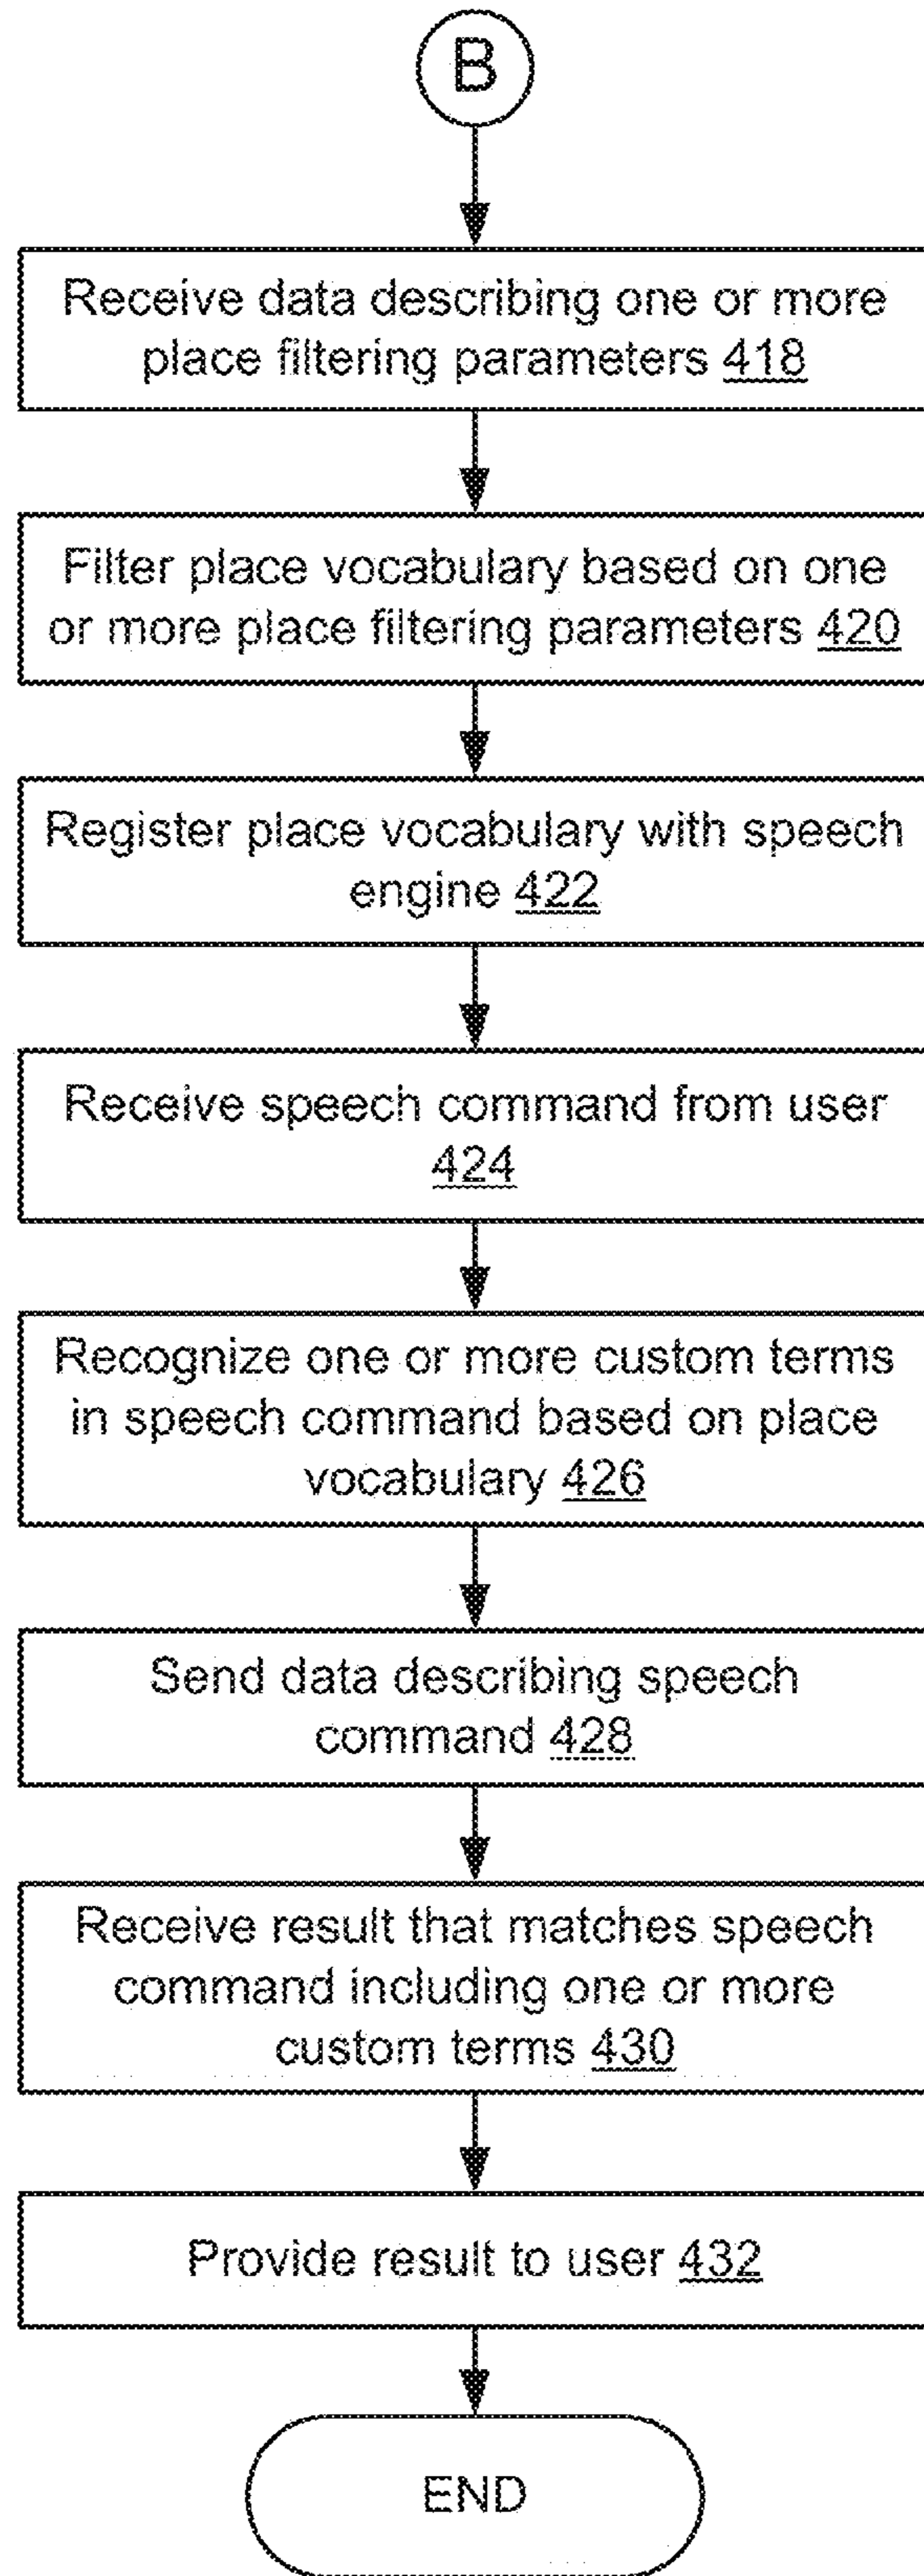 B
Receive data describing one or more
place filtering parameters 418
Filter place vocabulary based on one
or more place filtering parameters 420
Register place vocabulary with speech
engine 422
Receive speech command from user
424
Recognize one or more custom terms
in speech command based on place
vocabulary 426
Send data describing speech
command 428
Receive result that matches speech
command including one or more
custom terms 430
Provide result to user 432
END